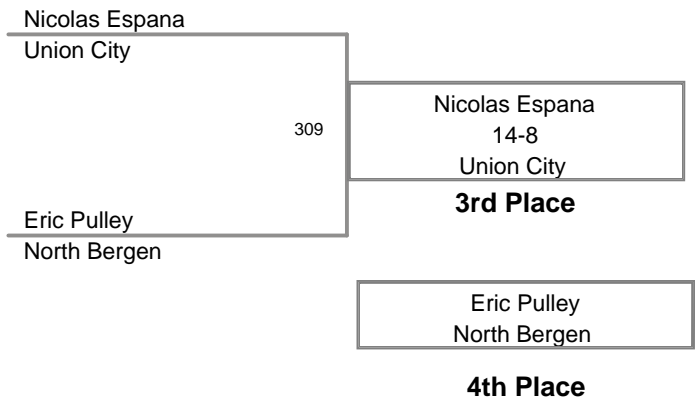 Nicolas Espana
Union City
309
Nicolas Espana
14-8
Union City
3rd Place
Eric Pulley
North Bergen
Eric Pulley
North Bergen
4th Place